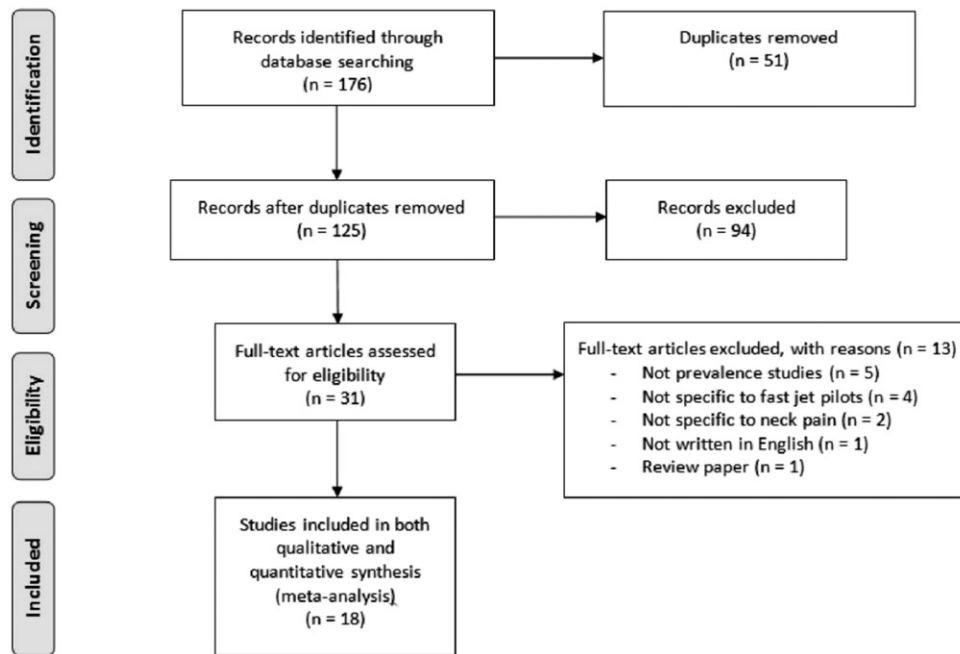 Identification
Records identified through
database searching
(n = 176)
Duplicates removed
(n = 51)
Screening
Records after duplicates removed
(n = 125)
Records excluded
(n = 94)
Eligibility
Full-text articles assessed
for eligibility
(n = 31)
Full-text articles excluded, with reasons (n = 13)
- Not prevalence studies (n = 5)
- Not specific to fast jet pilots (n = 4)
- Not specific to neck pain (n = 2)
- Not written in English (n = 1)
- Review paper (n = 1)
Included
Studies included in both
qualitative and
quantitative synthesis
(meta-analysis)
(n = 18)